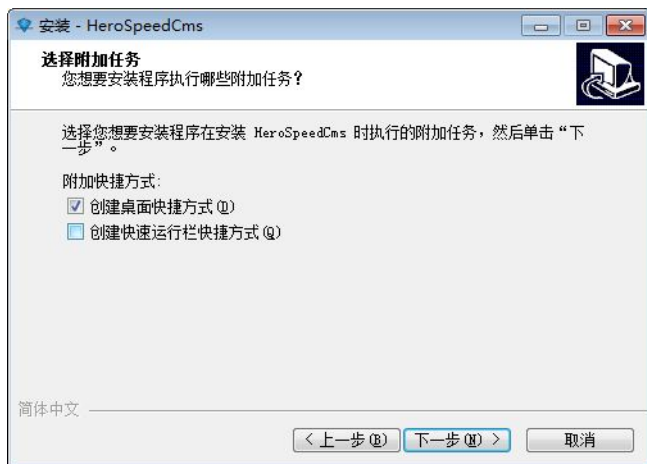 安装 - HeroSpeedCms
选择附加任务
您想要安装程序执行哪些附加任务？
选择您想要安装程序在安装 HeroSpeedCms 时执行的附加任务，然后单击“下
一步”。
附加快捷方式:
创建桌面快捷方式(D)
创建快速运行栏快捷方式(Q)
简体中文
< 上一步(B) 下一步(N) > 取消